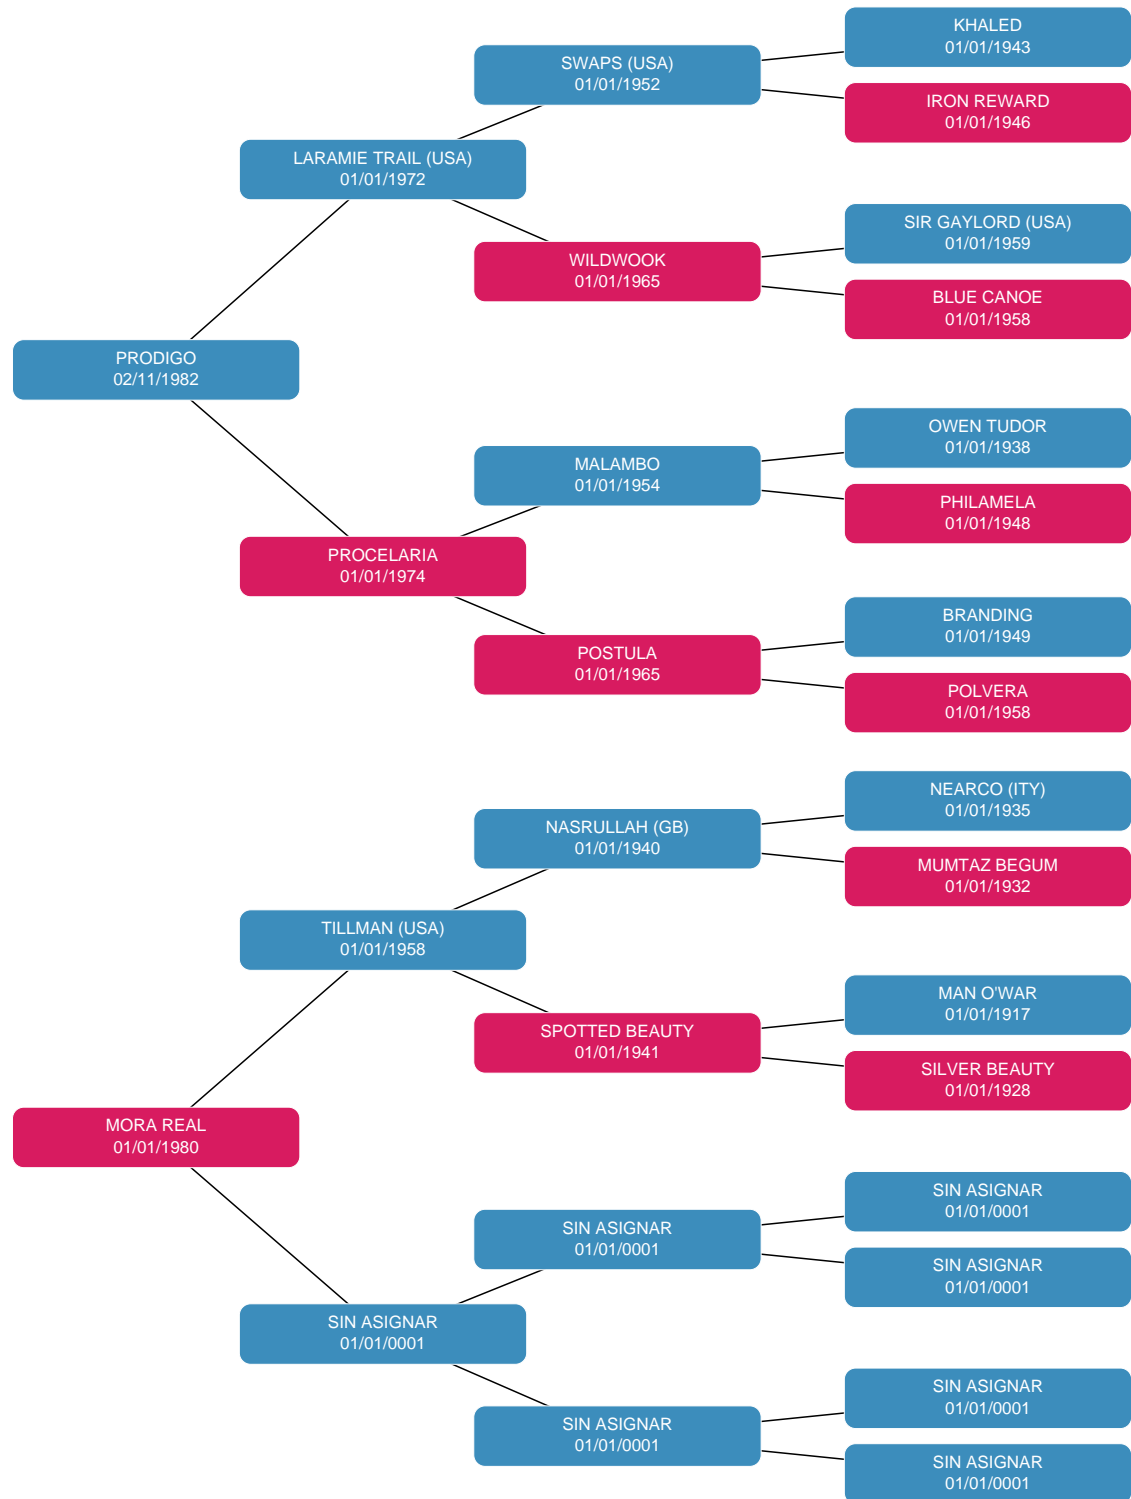 KHALED
01/01/1943
SWAPS (USA)
01/01/1952
IRON REWARD
01/01/1946
LARAMIE TRAIL (USA)
01/01/1972
SIR GAYLORD (USA)
01/01/1959
WILDWOOK
01/01/1965
BLUE CANOE
01/01/1958
PRODIGO
02/11/1982
OWEN TUDOR
01/01/1938
MALAMBO
01/01/1954
PHILAMELA
01/01/1948
PROCELARIA
01/01/1974
BRANDING
01/01/1949
POSTULA
01/01/1965
POLVERA
01/01/1958
NEARCO (ITY)
01/01/1935
NASRULLAH (GB)
01/01/1940
MUMTAZ BEGUM
01/01/1932
TILLMAN (USA)
01/01/1958
MAN O'WAR
01/01/1917
SPOTTED BEAUTY
01/01/1941
SILVER BEAUTY
01/01/1928
MORA REAL
01/01/1980
SIN ASIGNAR
01/01/0001
SIN ASIGNAR
01/01/0001
SIN ASIGNAR
01/01/0001
SIN ASIGNAR
01/01/0001
SIN ASIGNAR
01/01/0001
SIN ASIGNAR
01/01/0001
SIN ASIGNAR
01/01/0001